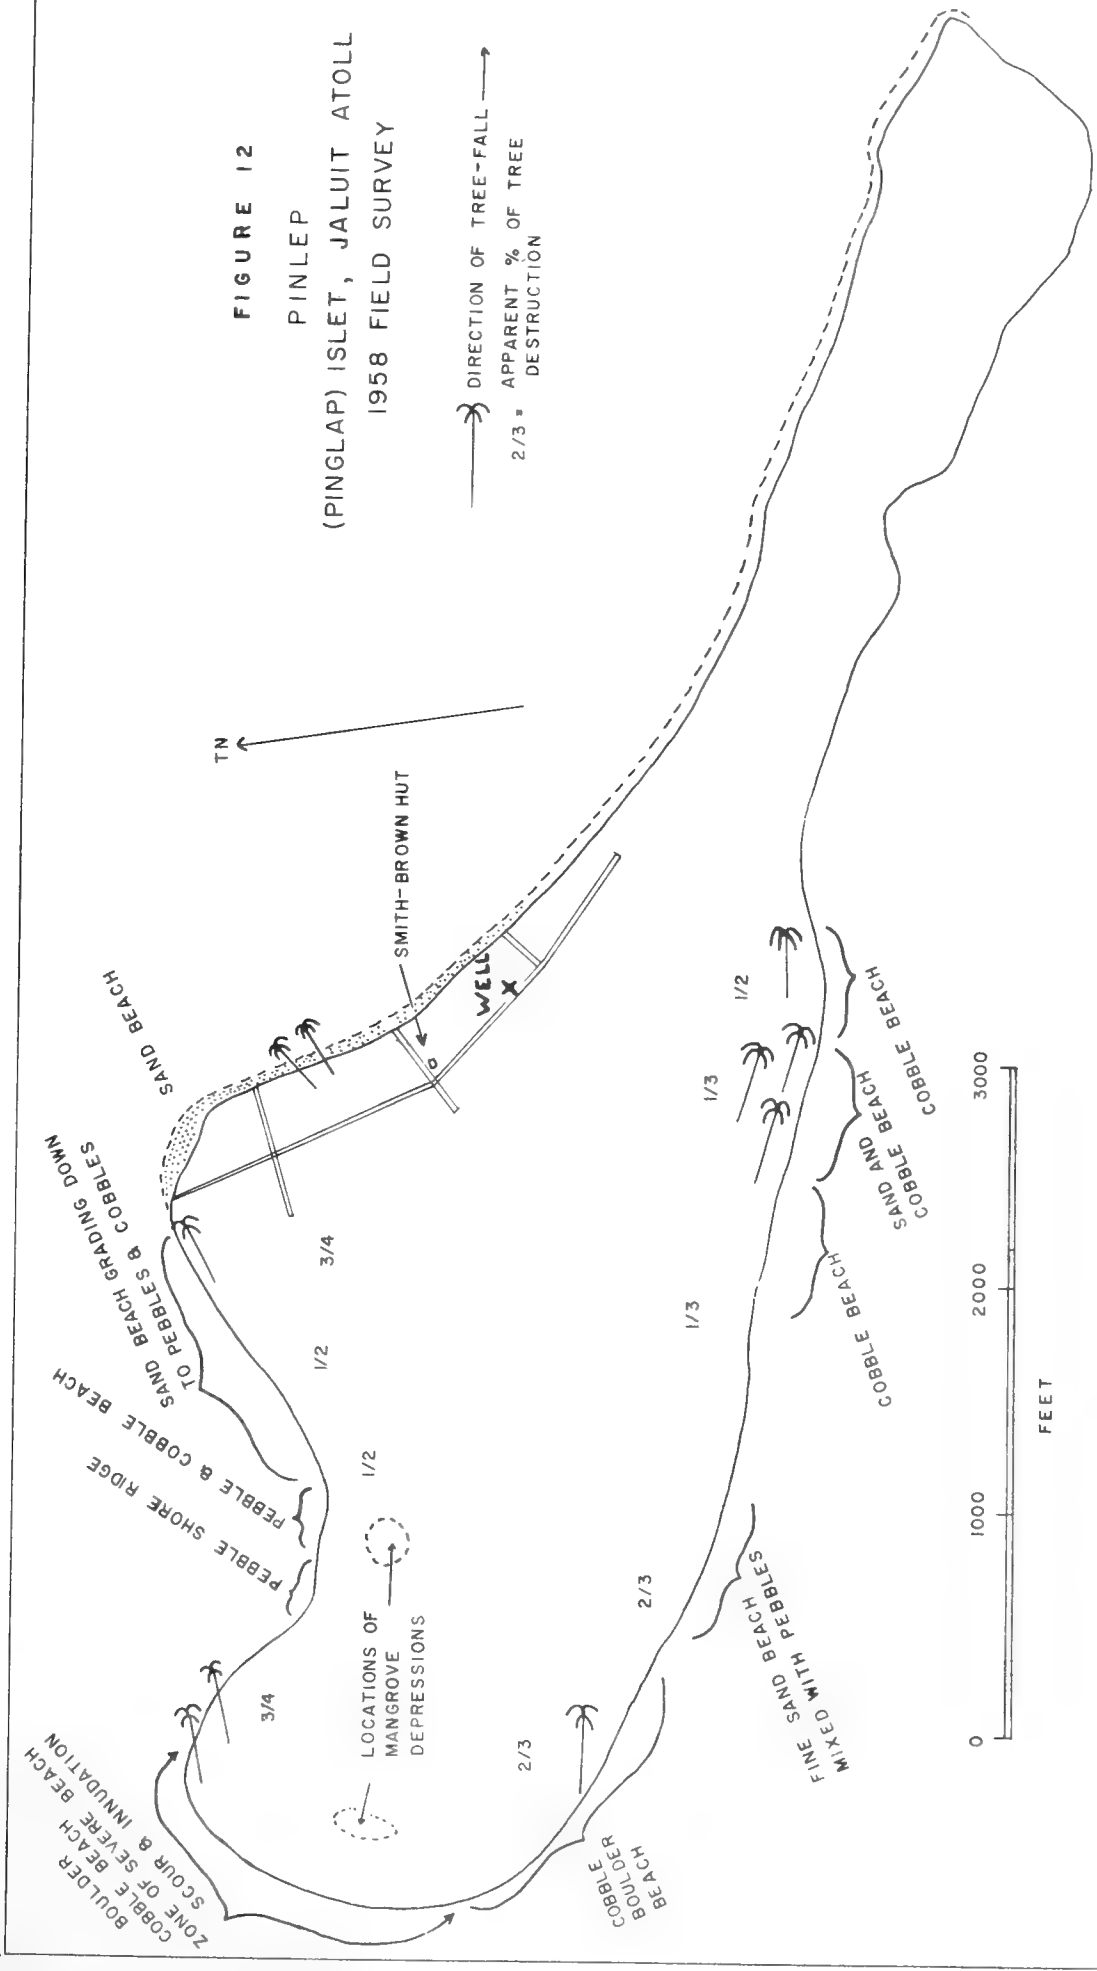 FIGURE 12
PINLEP
(PINGLAP) ISLET, JALUIT ATOLL
1958 FIELD SURVEY
DIRECTION OF TREE-FALL
2/3 = APPARENT % OF TREE
DESTRUCTION
TN
SMITH-BROWN HUT
WELL
X
SAND BEACH
SAND BEACH GRADING DOWN
TO PEBBLES & COBBLES
PEBBLE & COBBLE BEACH
PEBBLE SHORE RIDGE
BOULDER
COBBLE BEACH
ZONE OF SEVERE BEACH
SCOUR & INNUDATION
3/4
LOCATIONS OF
MANGROVE
DEPRESSIONS
1/2
1/2
3/4
2/3
2/3
1/3
1/3
1/2
COBBLE
BOULDER
BEACH
FINE SAND BEACH
MIXED WITH PEBBLES
COBBLE BEACH
SAND AND
COBBLE BEACH
COBBLE BEACH
0
1000
2000
3000
FEET